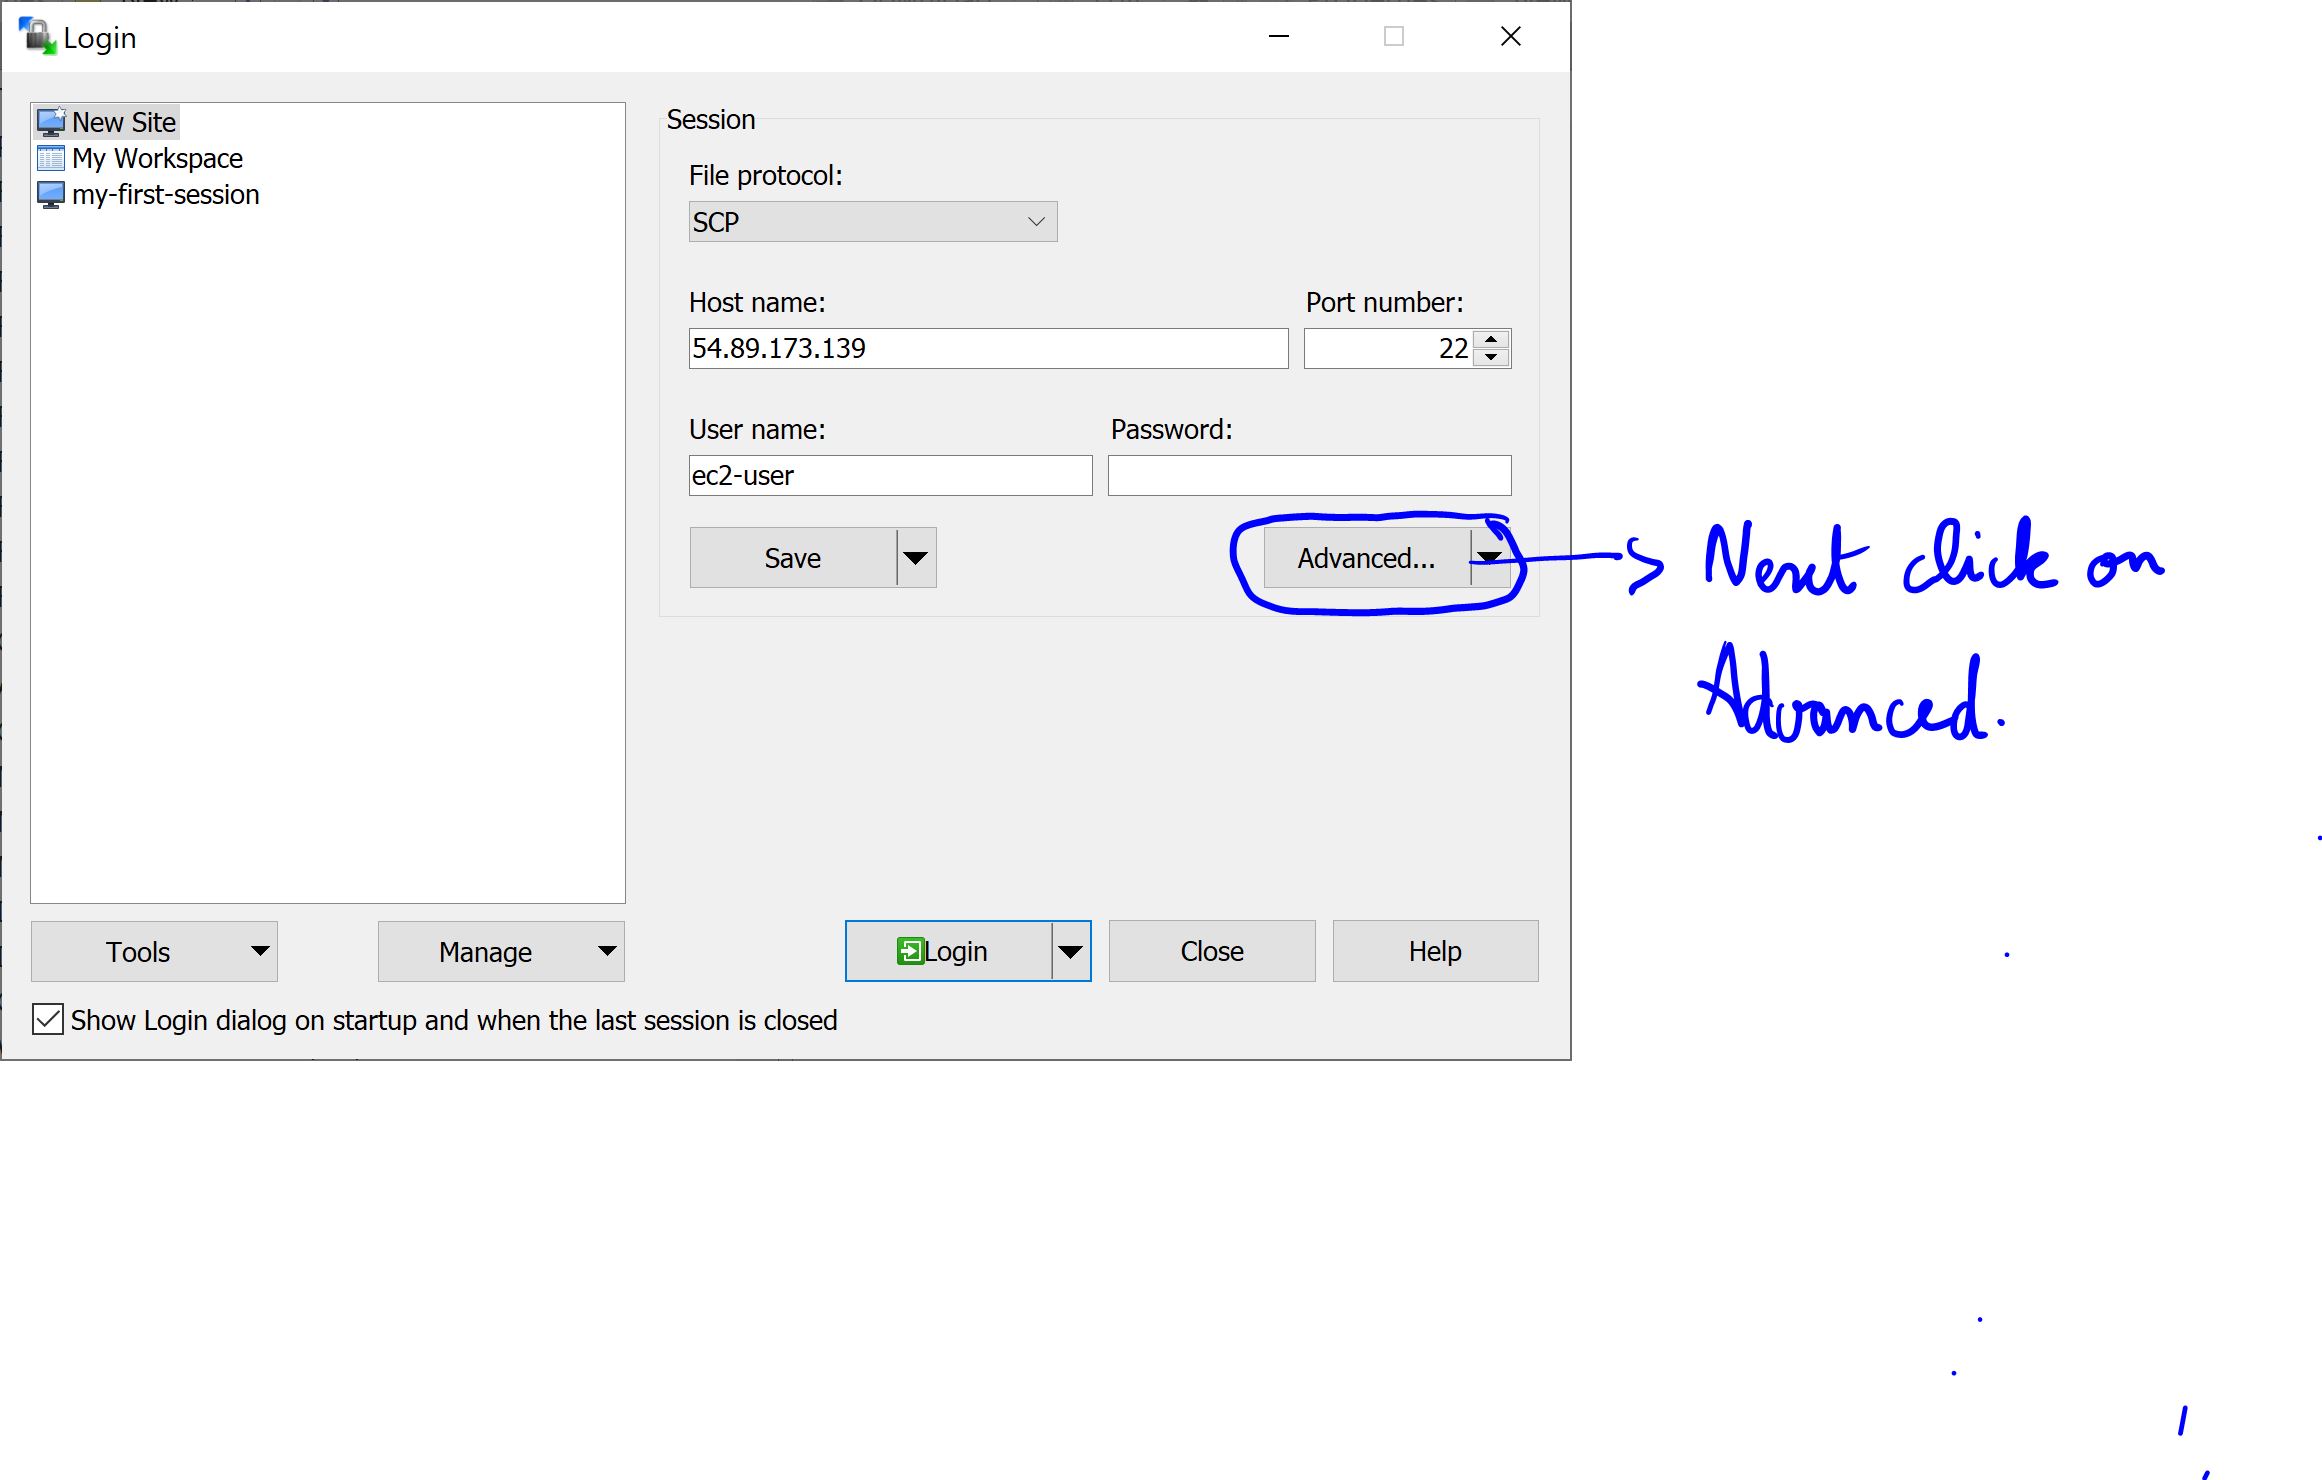 Login
New Site
My Workspace
my-first-session
Session
File protocol:
SCP
Host name:
Port number:
54.89.173.139
22
User name:
Password:
ec2-user
Save
Advanced...
Next click on
Advanced.
Tools
Manage
Login
Close
Help
Show Login dialog on startup and when the last session is closed